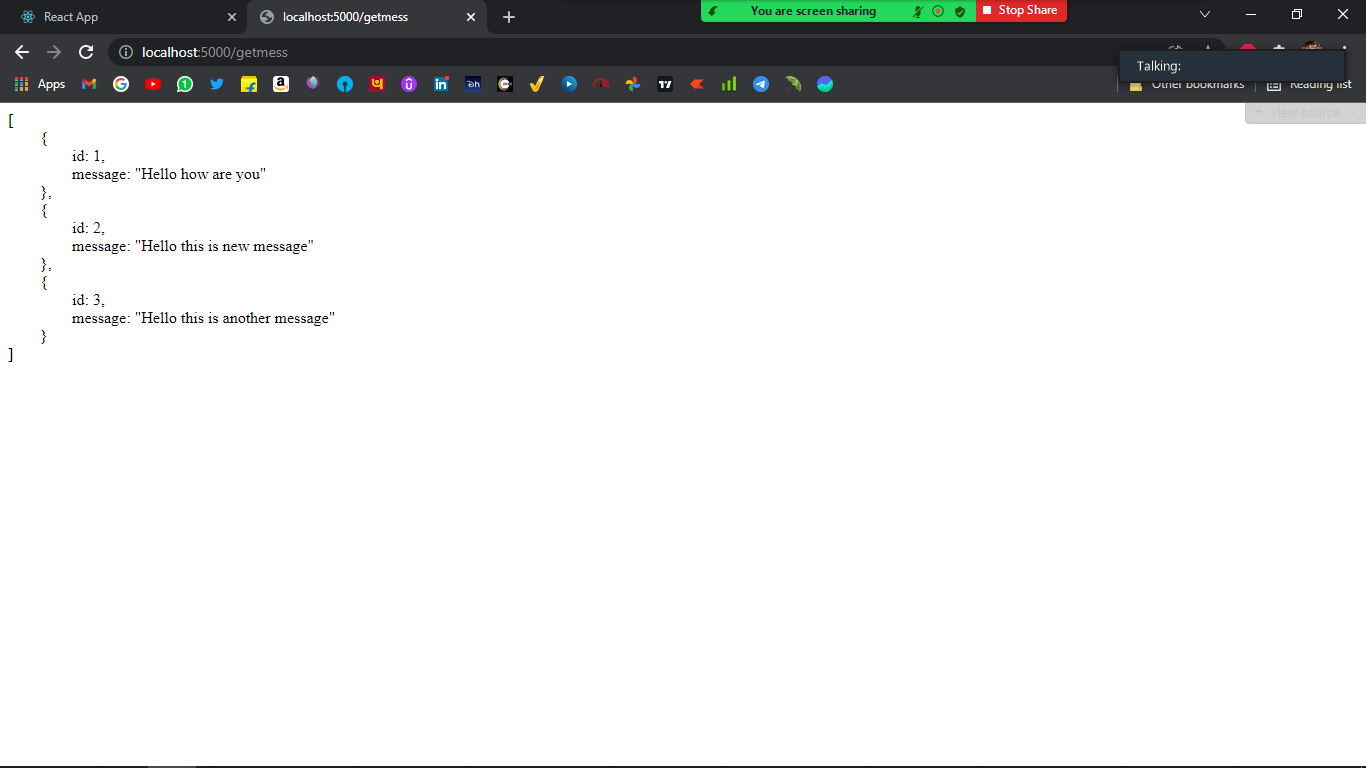 React App
localhost:5000/getmess
You are screen sharing
Stop Share
localhost:5000/getmess
Talking:
Apps
Other bookmarks
Reading list
+ view source -
[
{
id: 1,
message: "Hello how are you"
},
{
id: 2,
message: "Hello this is new message"
},
{
id: 3,
message: "Hello this is another message"
}
]